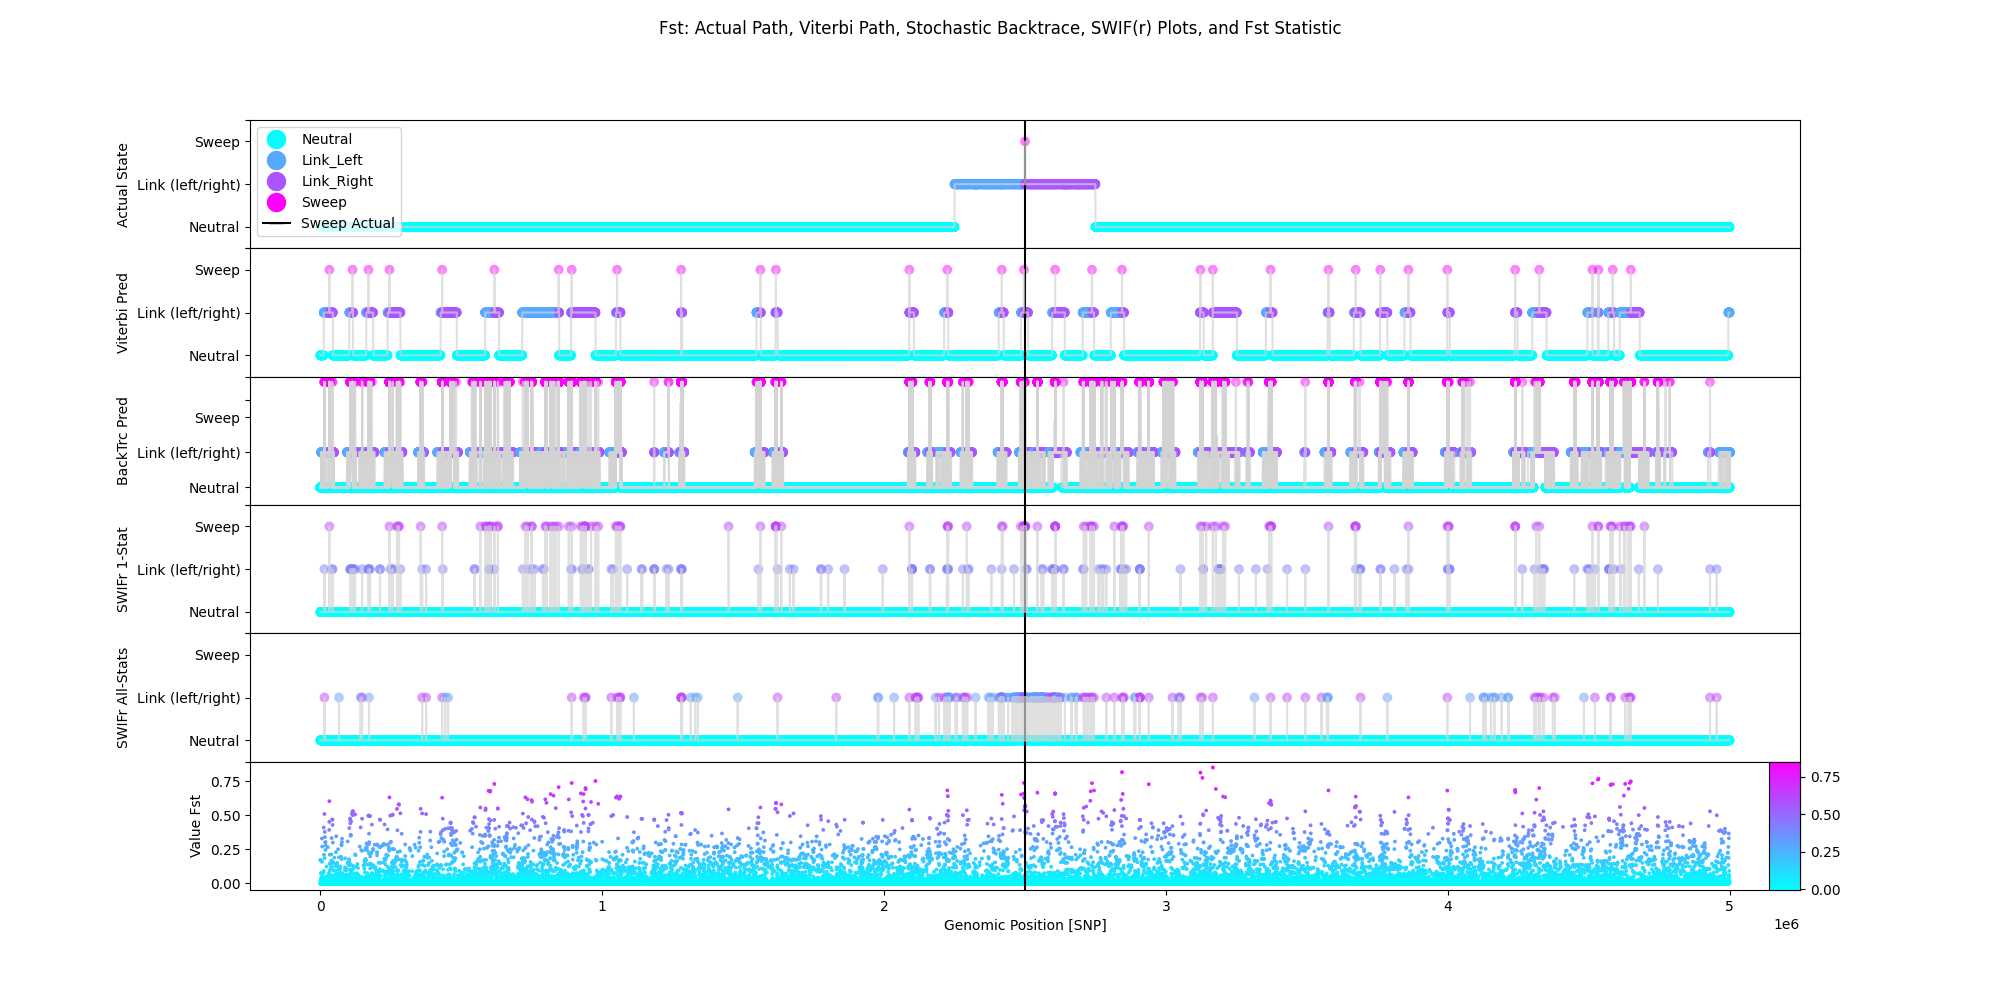 Fst: Actual Path, Viterbi Path, Stochastic Backtrace, SWIF(r) Plots, and Fst Statistic
Actual State
Sweep
Link (left/right)
Neutral
Neutral
Link_Left
Link_Right
Sweep
Sweep Actual
Viterbi Pred
Sweep
Link (left/right)
Neutral
BackTrc Pred
Sweep
Link (left/right)
Neutral
SWIFr 1-Stat
Sweep
Link (left/right)
Neutral
SWIFr All-Stats
Sweep
Link (left/right)
Neutral
Value Fst
0.75
0.50
0.25
0.00
0.75
0.50
0.25
0.00
0 1 2 3 4 5
1e6
Genomic Position [SNP]